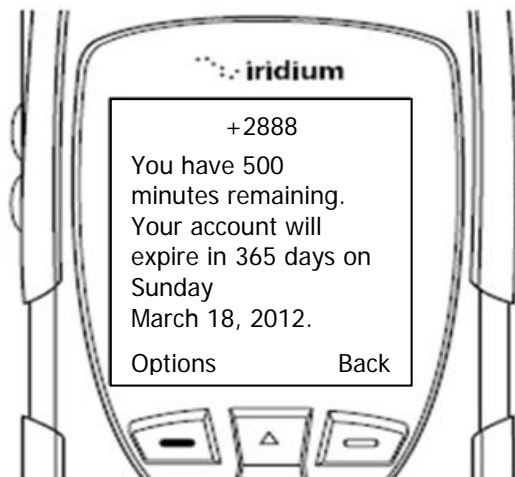 iridium
+2888
You have 500
minutes remaining.
Your account will
expire in 365 days on
Sunday
March 18, 2012.
Options Back